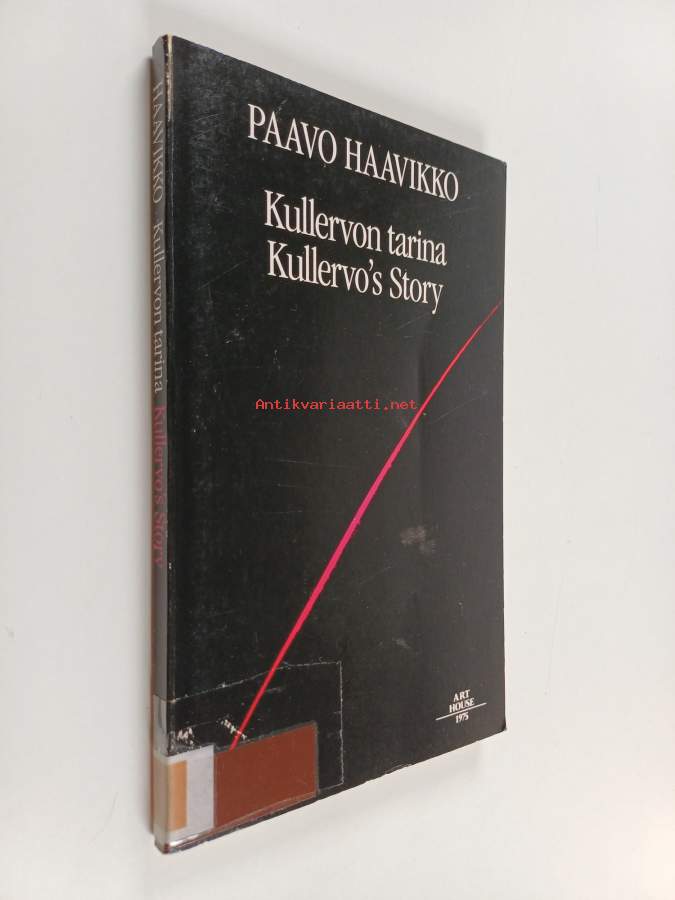 PAAVO HAAVIKKO
Kullervon tarina
Kullervo's Story
Antikvariaatti.net
ART
HOUSE
1975
HAAVIKKO Kullervon tarina Kullervo's Story